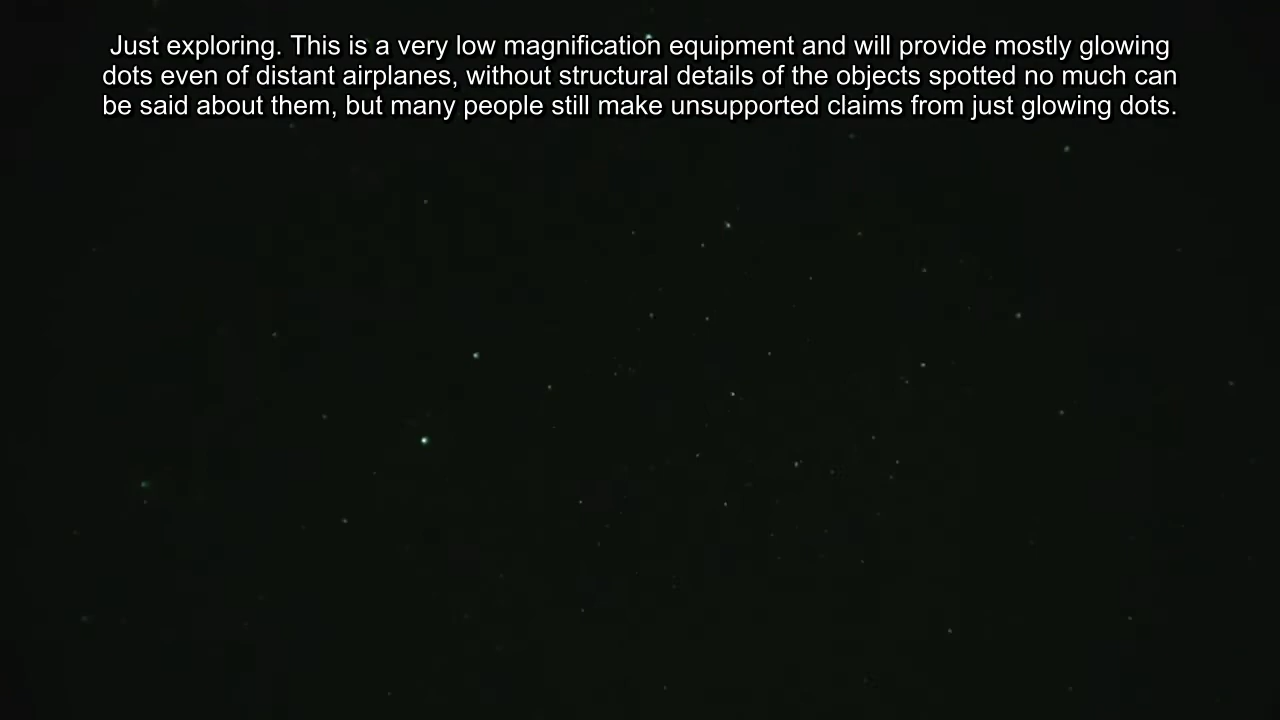 Just exploring. This is a very low magnification equipment and will provide mostly glowing
dots even of distant airplanes, without structural details of the objects spotted no much can
be said about them, but many people still make unsupported claims from just glowing dots.